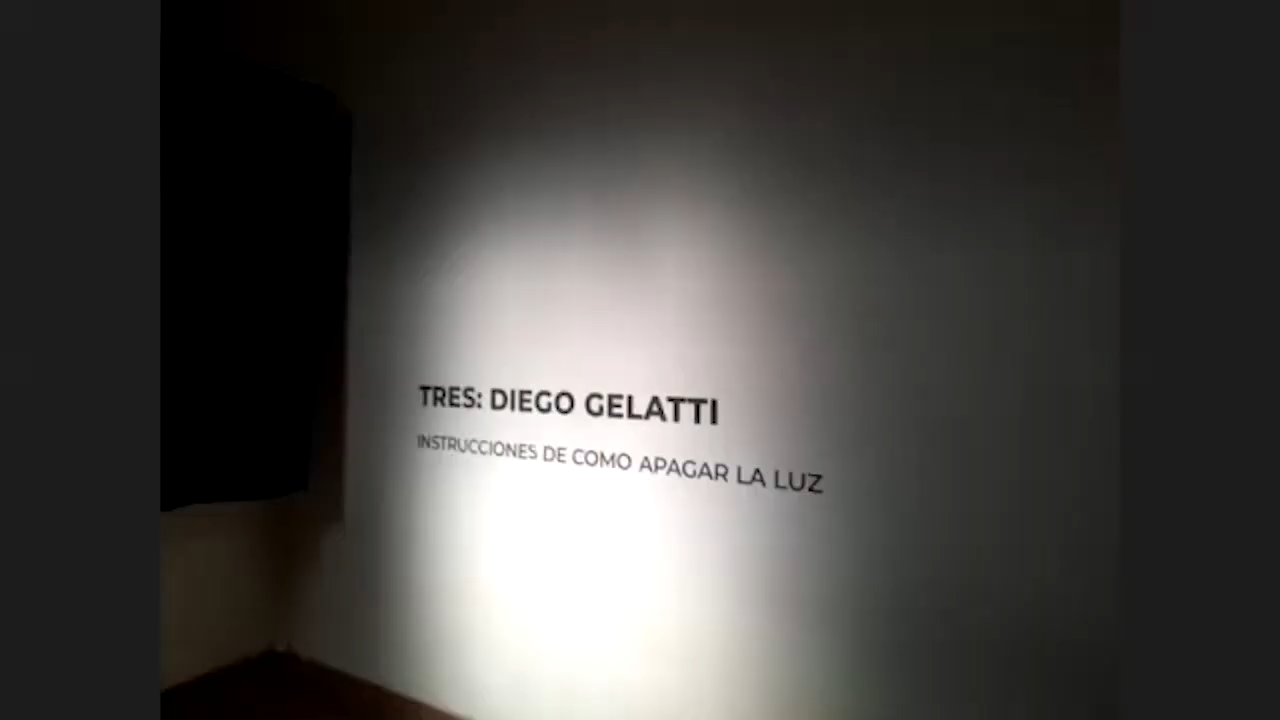 TRES: DIEGO GELATTI
INSTRUCCIONES DE COMO APAGAR LA LUZ